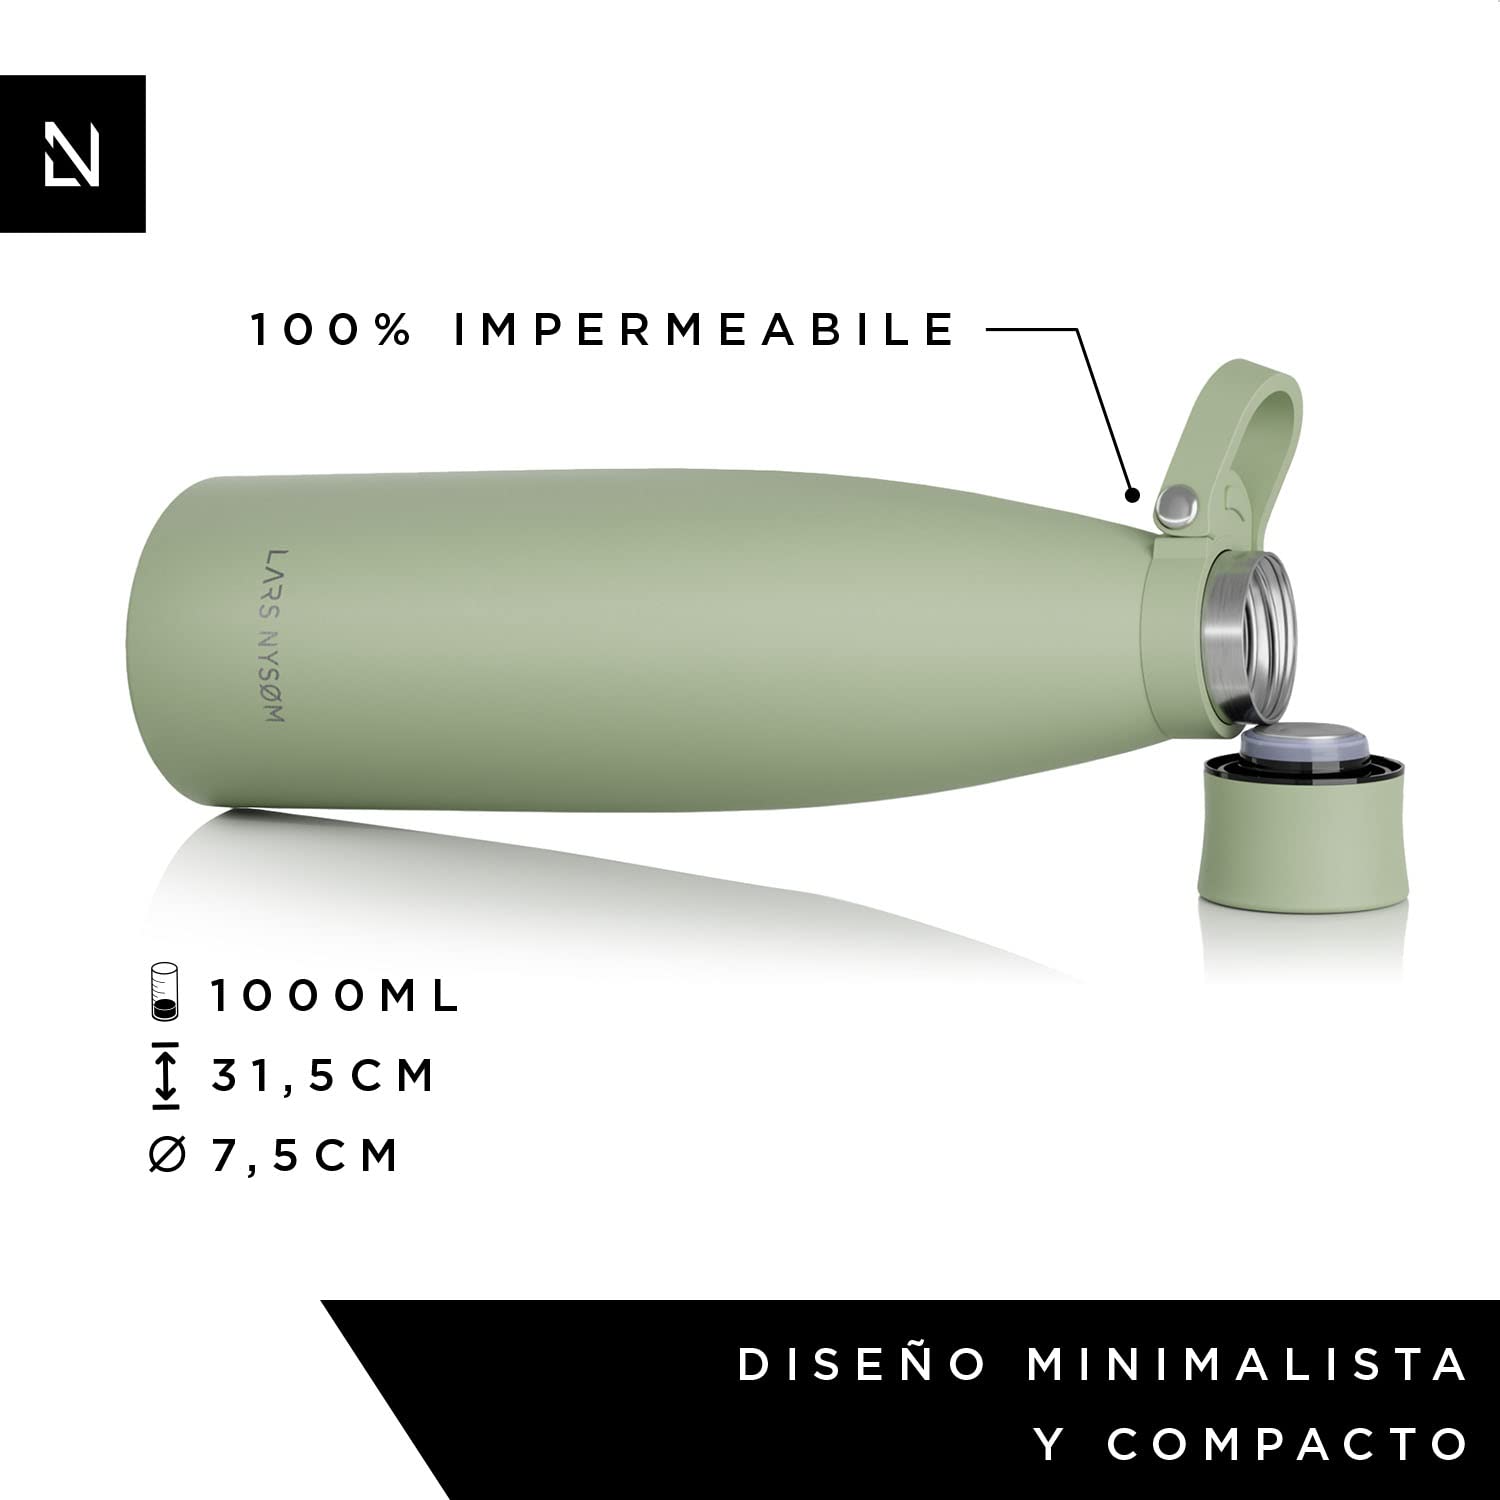 100% IMPERMEABILE
LARS NYSØM
1000ML
31,5CM
7,5CM
DISEÑO MINIMALISTA
Y COMPACTO